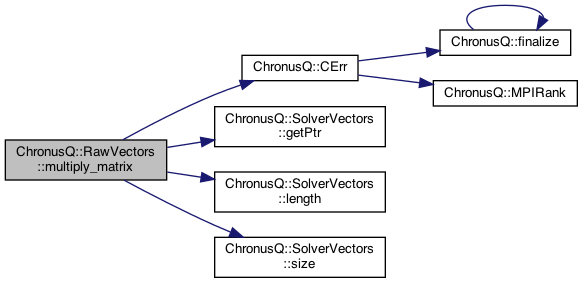 ChronusQ::RawVectors
::multiply_matrix
ChronusQ::CErr
ChronusQ::finalize
ChronusQ::MPIRank
ChronusQ::SolverVectors
::getPtr
ChronusQ::SolverVectors
::length
ChronusQ::SolverVectors
::size